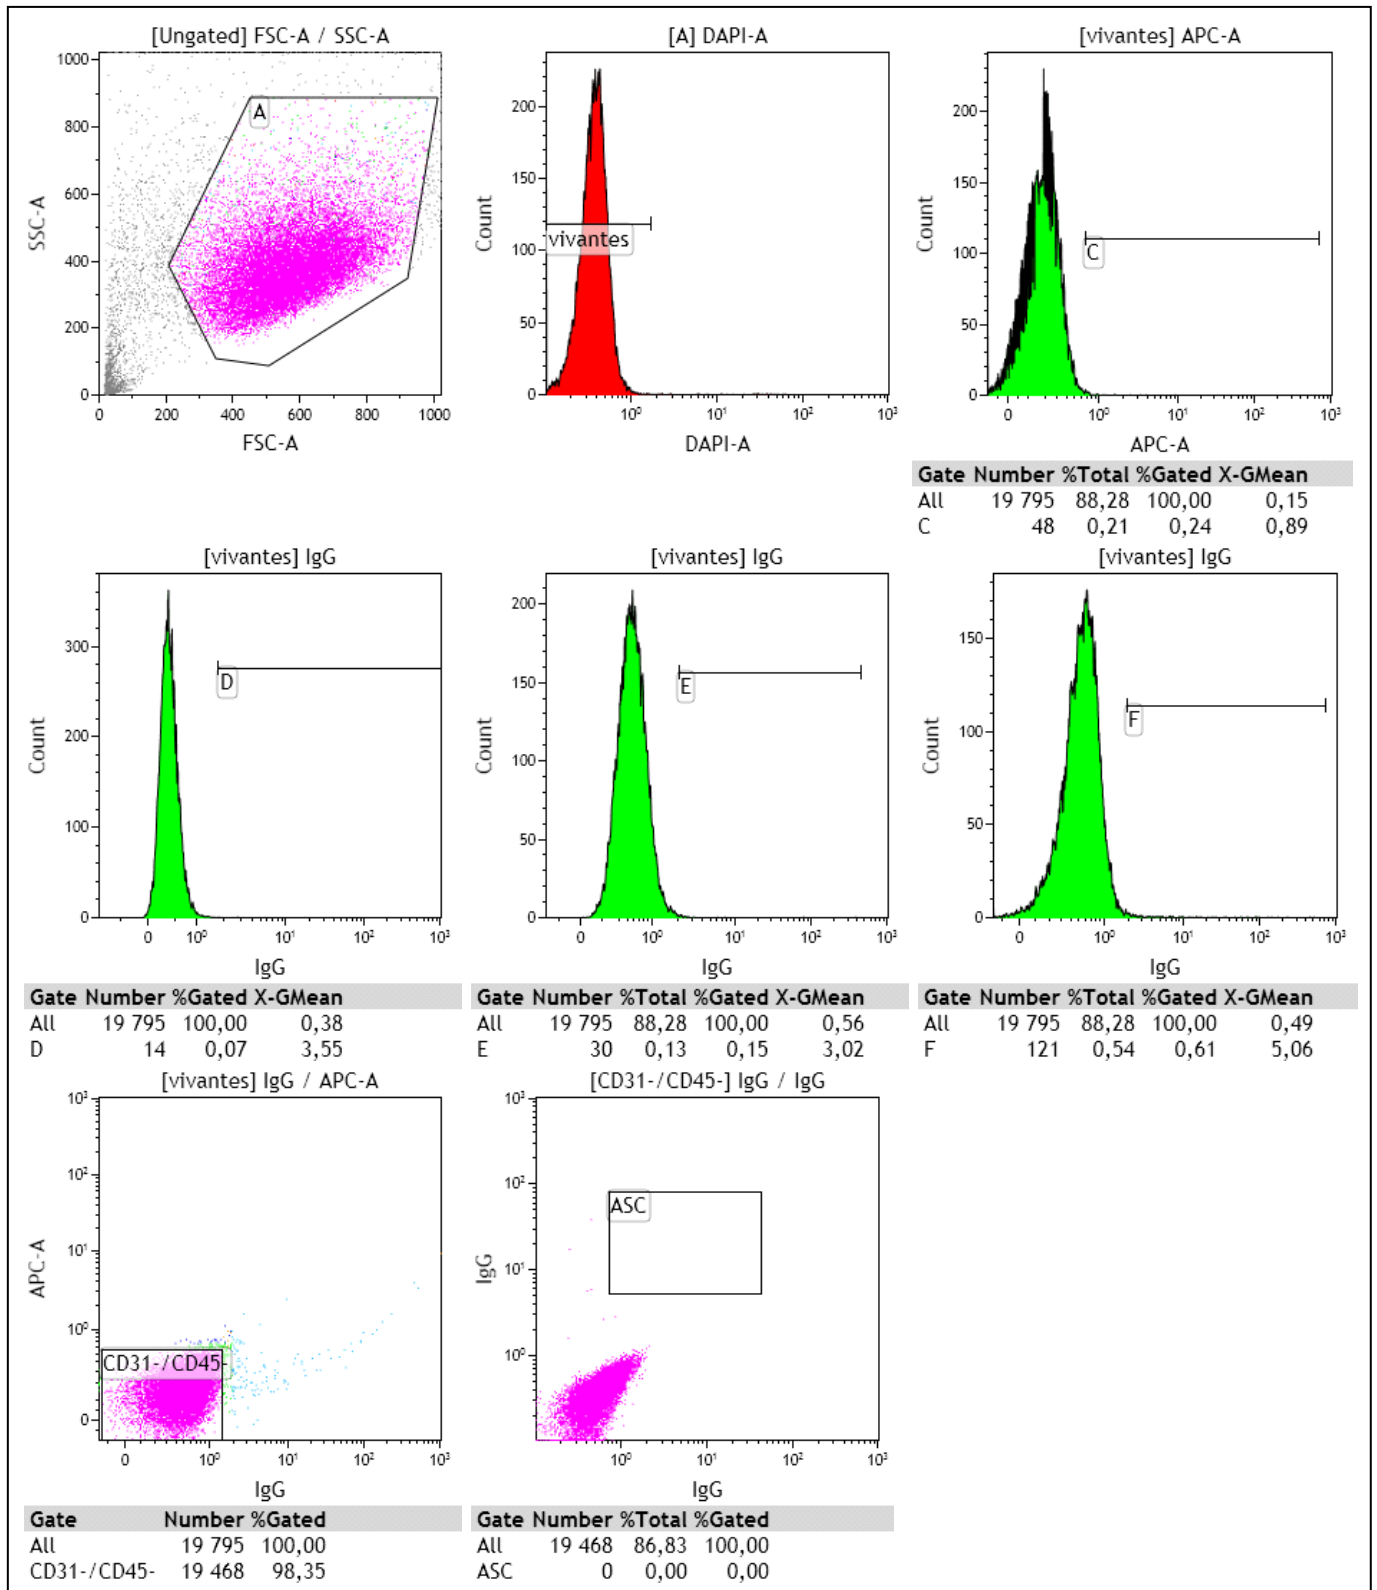 [Ungated] FSC-A / SSC-A
1000
800
600
400
200
0
SSC-A
A
0 200 400 600 800 1000
FSC-A
[A] DAPI-A
200
150
100
50
0
Count
vivantes
10⁰ 10¹ 10² 10³
DAPI-A
[vivantes] APC-A
200
150
100
50
0
Count
C
0 10⁰ 10¹ 10² 10³
APC-A
Gate Number %Total %Gated X-GMean
All 19 795 88,28 100,00 0,15
C 48 0,21 0,24 0,89
[vivantes] IgG
300
200
100
0
Count
D
0 10⁰ 10¹ 10² 10³
IgG
Gate Number %Gated X-GMean
All 19 795 100,00 0,38
D 14 0,07 3,55
[vivantes] IgG
200
150
100
50
0
Count
E
0 10⁰ 10¹ 10² 10³
IgG
Gate Number %Total %Gated X-GMean
All 19 795 88,28 100,00 0,56
E 30 0,13 0,15 3,02
[vivantes] IgG
150
100
50
0
Count
F
0 10⁰ 10¹ 10² 10³
IgG
Gate Number %Total %Gated X-GMean
All 19 795 88,28 100,00 0,49
F 121 0,54 0,61 5,06
[vivantes] IgG / APC-A
10³
10²
10¹
10⁰
0
APC-A
CD31-/CD45-
0 10⁰ 10¹ 10² 10³
IgG
Gate Number %Gated
All 19 795 100,00
CD31-/CD45- 19 468 98,35
[CD31-/CD45-] IgG / IgG
10³
10²
10¹
10⁰
IgG
ASC
10⁰ 10¹ 10² 10³
IgG
Gate Number %Total %Gated
All 19 468 86,83 100,00
ASC 0 0,00 0,00